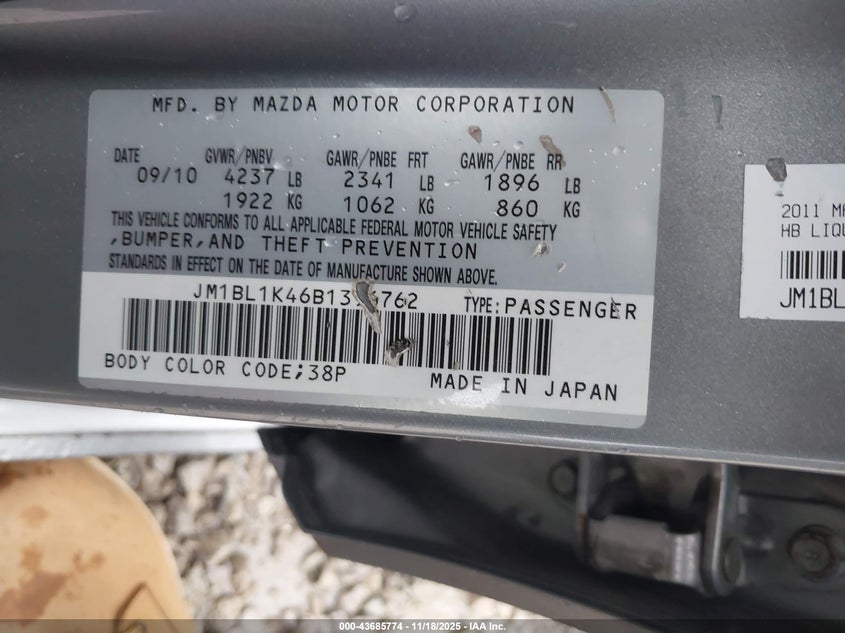 MFD. BY MAZDA MOTOR CORPORATION
DATE GVWR/PNBV GAWR/PNBE FRT GAWR/PNBE RR
09/10 4237 LB 2341 LB 1896 LB
1922 KG 1062 KG 860 KG
THIS VEHICLE CONFORMS TO ALL APPLICABLE FEDERAL MOTOR VEHICLE SAFETY
,BUMPER,AND THEFT PREVENTION
STANDARDS IN EFFECT ON THE DATE OF MANUFACTURE SHOWN ABOVE.
TYPE:PASSENGER
BODY COLOR CODE;38P
MADE IN JAPAN
2011
HB
JM1BL
000-43685774 | 11/18/2025 | IAA Inc.